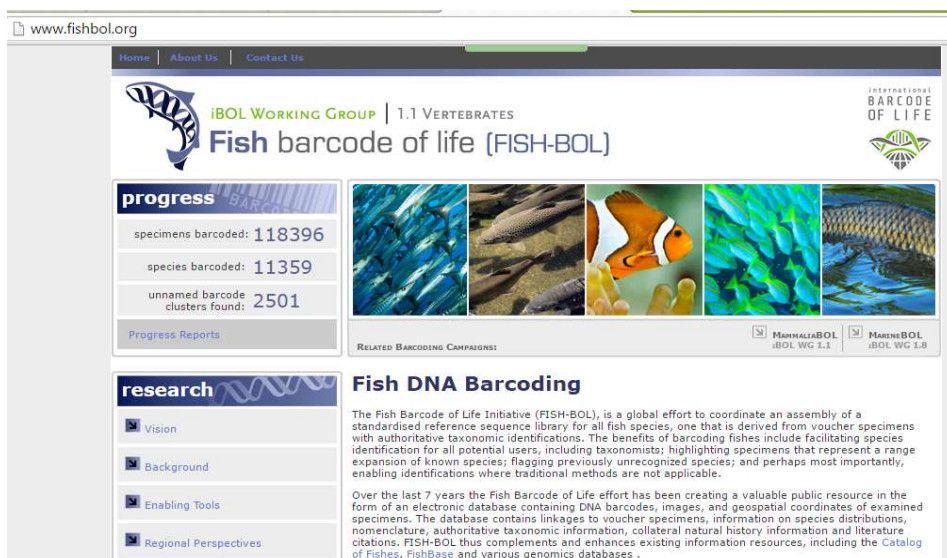 www.fishbol.org
Home | About Us | Contact Us
iBOL WORKING GROUP | 1.1 VERTEBRATES
Fish barcode of life (FISH-BOL)
international
BARCODE
OF LIFE
progress
BARC
specimens barcoded: 118396
species barcoded: 11359
unnamed barcode
clusters found: 2501
Progress Reports
RELATED BARCODING CAMPAIGNS:
MAMMALIABOL
iBOL WG 1.1
MARINEBOL
iBOL WG 1.8
research
Vision
Background
Enabling Tools
Regional Perspectives
Fish DNA Barcoding
The Fish Barcode of Life Initiative (FISH-BOL), is a global effort to coordinate an assembly of a
standardised reference sequence library for all fish species, one that is derived from voucher specimens
with authoritative taxonomic identifications. The benefits of barcoding fishes include facilitating species
identification for all potential users, including taxonomists; highlighting specimens that represent a range
expansion of known species; flagging previously unrecognized species; and perhaps most importantly,
enabling identifications where traditional methods are not applicable.
Over the last 7 years the Fish Barcode of Life effort has been creating a valuable public resource in the
form of an electronic database containing DNA barcodes, images, and geospatial coordinates of examined
specimens. The database contains linkages to voucher specimens, information on species distributions,
nomenclature, authoritative taxonomic information, collateral natural history information and literature
citations. FISH-BOL thus complements and enhances existing information resources, including the Catalog
of Fishes, FishBase and various genomics databases .